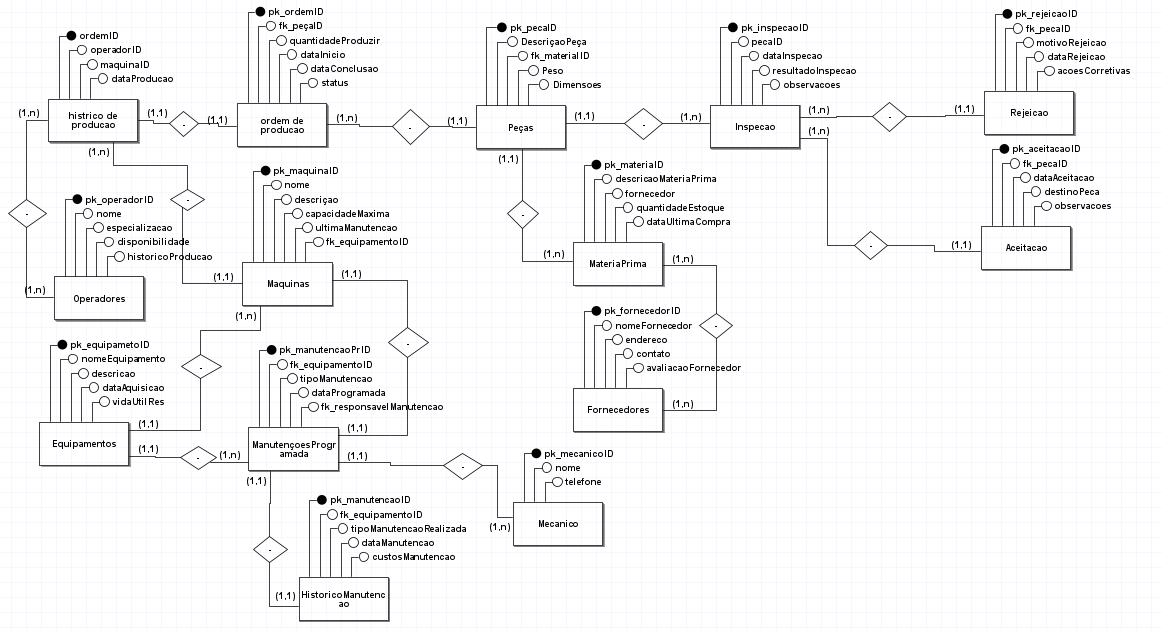 ordemID
operadorID
maquinaID
dataProducao
histrico de
producao
(1,n)
(1,1)
(1,n)
(1,1)
pk_ordemID
fk_peçaID
quantidadeProduzir
dataInicio
dataConclusao
status
ordem de
producao
(1,n)
(1,1)
pk_pecaID
DescriçaoPeça
fk_materialID
Peso
Dimensoes
Peças
(1,1)
(1,1)
(1,n)
pk_inspecaoID
pecaID
dataInspecao
resultadoInspecao
observacoes
Inspecao
(1,n)
(1,n)
(1,1)
pk_rejeicaoID
fk_pecaID
motivoRejeicao
dataRejeicao
acoesCorretivas
Rejeicao
pk_aceitacaoID
fk_pecaID
dataAceitacao
destinoPeca
observacoes
Aceitacao
(1,1)
pk_operadorID
nome
especializacao
disponibilidade
historicoProducao
Operadores
(1,n)
pk_maquinaID
nome
descriçao
capacidadeMaxima
ultimaManutencao
fk_equipamentoID
Maquinas
(1,1)
(1,1)
(1,n)
pk_materialID
descricaoMateriaPrima
fornecedor
quantidadeEstoque
dataUltimaCompra
MateriaPrima
(1,n)
(1,n)
pk_fornecedorID
nomeFornecedor
endereco
contato
avaliacaoFornecedor
Fornecedores
(1,n)
pk_equipametoID
nomeEquipamento
descricao
dataAquisicao
vidaUtilRes
Equipamentos
(1,1)
(1,1)
(1,n)
pk_manutencaoPrID
fk_equipamentoID
tipoManutencao
dataProgramada
fk_responsavelManutencao
ManutençoesProgr
amada
(1,1)
(1,1)
(1,1)
pk_mecanicoID
nome
telefone
Mecanico
(1,n)
pk_manutencaoID
fk_equipamentoID
tipoManutencaoRealizada
dataManutencao
custosManutencao
HistoricoManutenc
ao
(1,1)